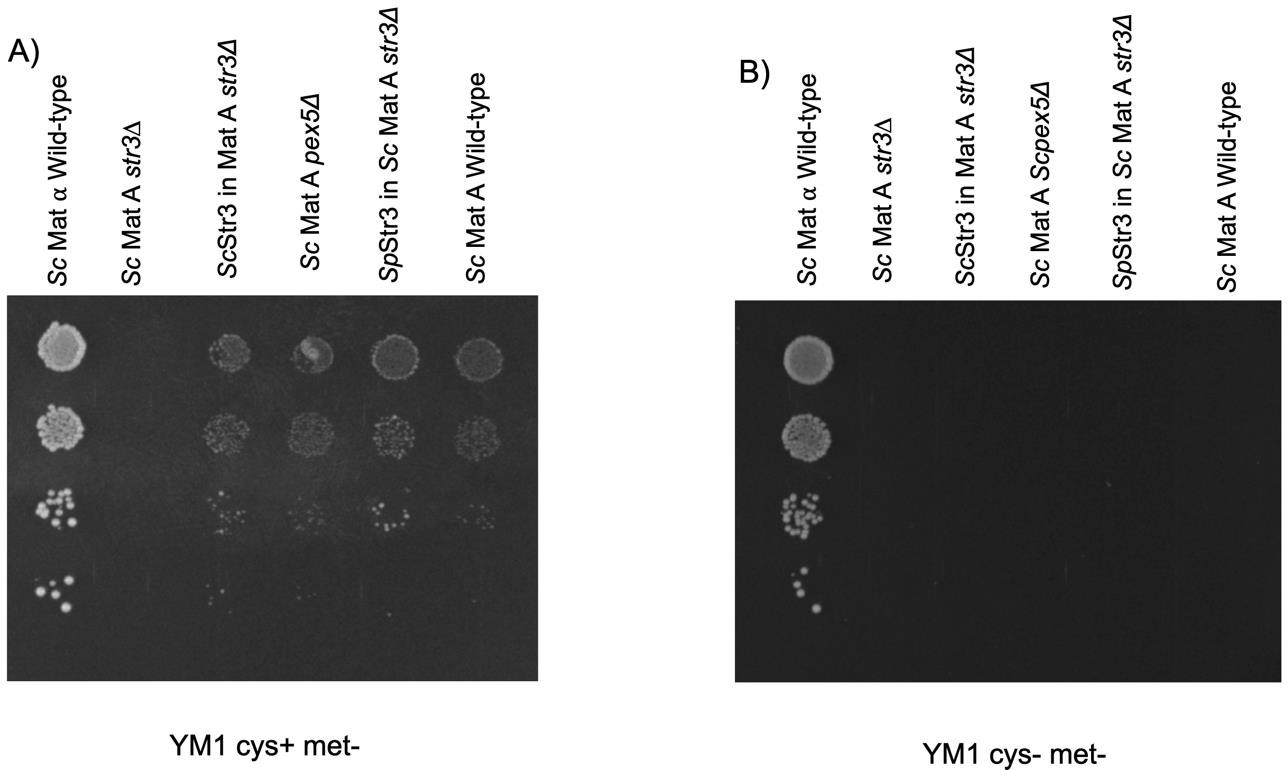 A)
Sc Mat α Wild-type
Sc Mat A str3Δ
ScStr3 in Mat A str3Δ
Sc Mat A pex5Δ
SpStr3 in Sc Mat A str3Δ
Sc Mat A Wild-type
YM1 cys+ met-
B)
Sc Mat α Wild-type
Sc Mat A str3Δ
ScStr3 in Mat A str3Δ
Sc Mat A Scpex5Δ
SpStr3 in Sc Mat A str3Δ
Sc Mat A Wild-type
YM1 cys- met-